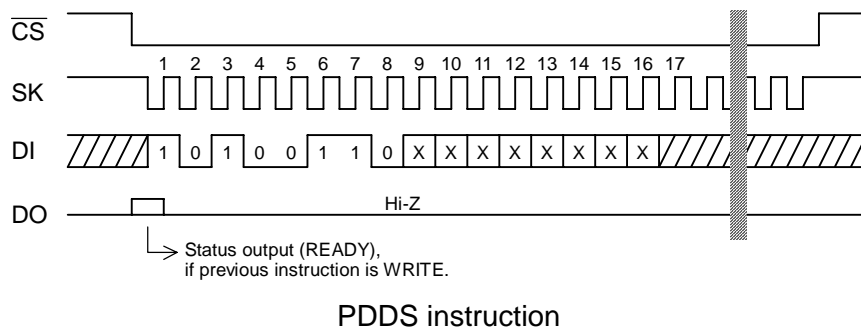 CS
1 2 3 4 5 6 7 8 9 10 11 12 13 14 15 16 17
SK
DI 1 0 1 0 0 1 1 0 X X X X X X X X
Hi-Z
DO
Status output (READY),
if previous instruction is WRITE.
PDDS instruction